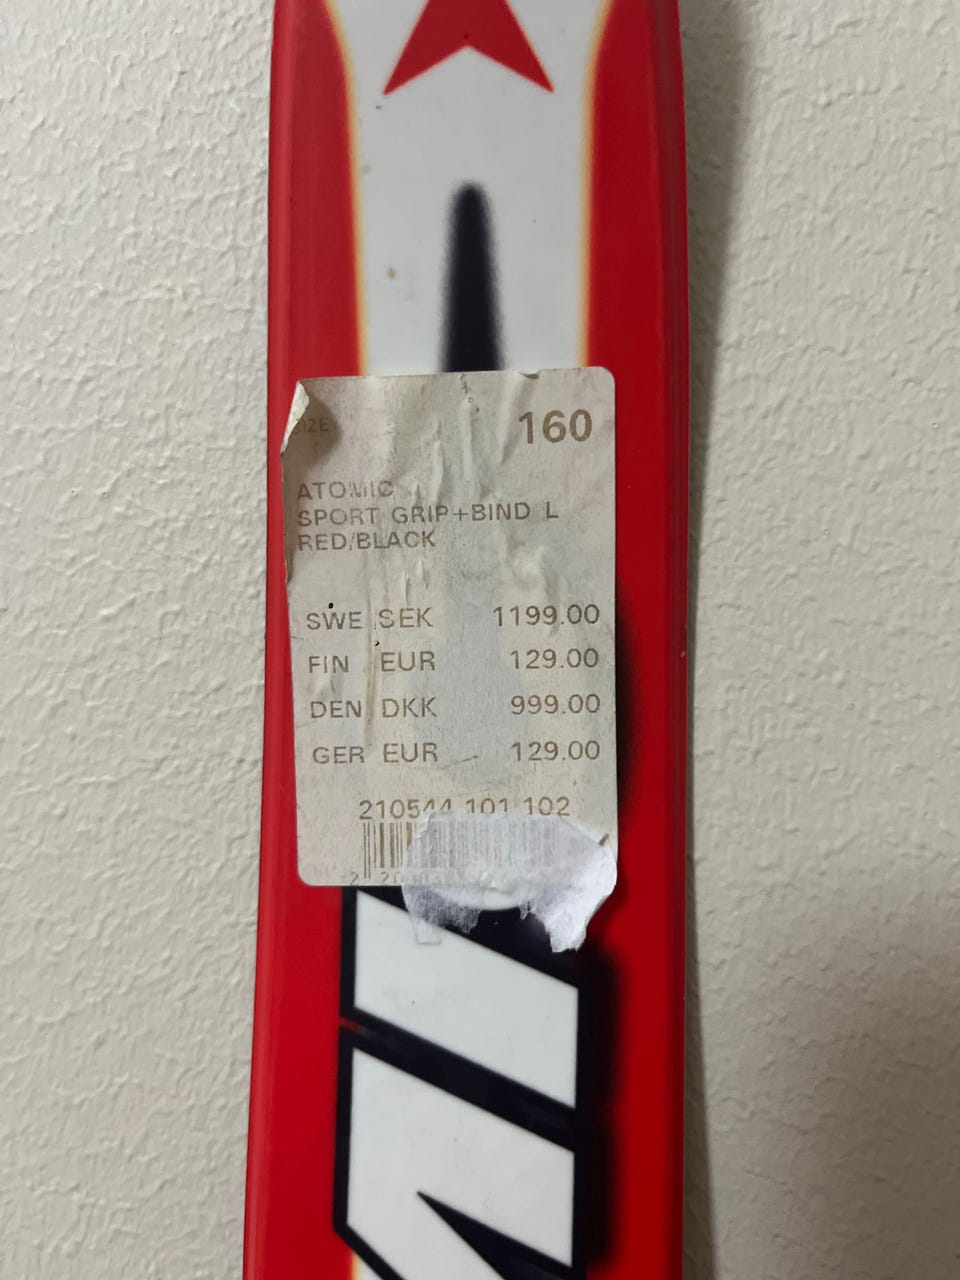 SIZE 160
ATOMIC
SPORT GRIP+BIND L
RED/BLACK
SWE SEK 1199.00
FIN EUR 129.00
DEN DKK 999.00
GER EUR 129.00
210544 101 102